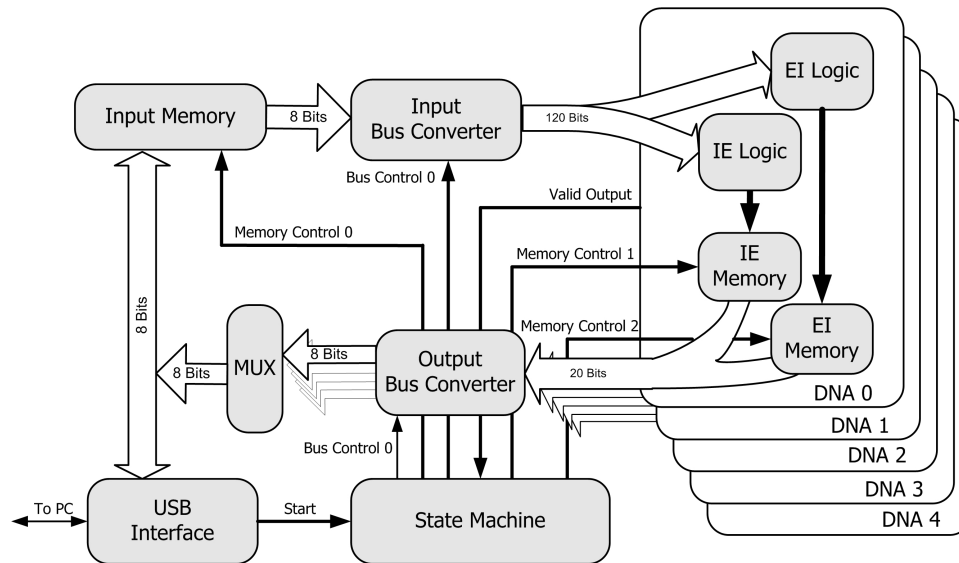 EI Logic
Input Memory
8 Bits
Input
Bus Converter
120 Bits
IE Logic
Bus Control 0
Valid Output
Memory Control 0
Memory Control 1
IE
Memory
8 Bits
MUX
8 Bits
8 Bits
Output
Bus Converter
Memory Control 2
20 Bits
EI
Memory
DNA 0
DNA 1
DNA 2
DNA 3
DNA 4
Bus Control 0
To PC
USB
Interface
Start
State Machine